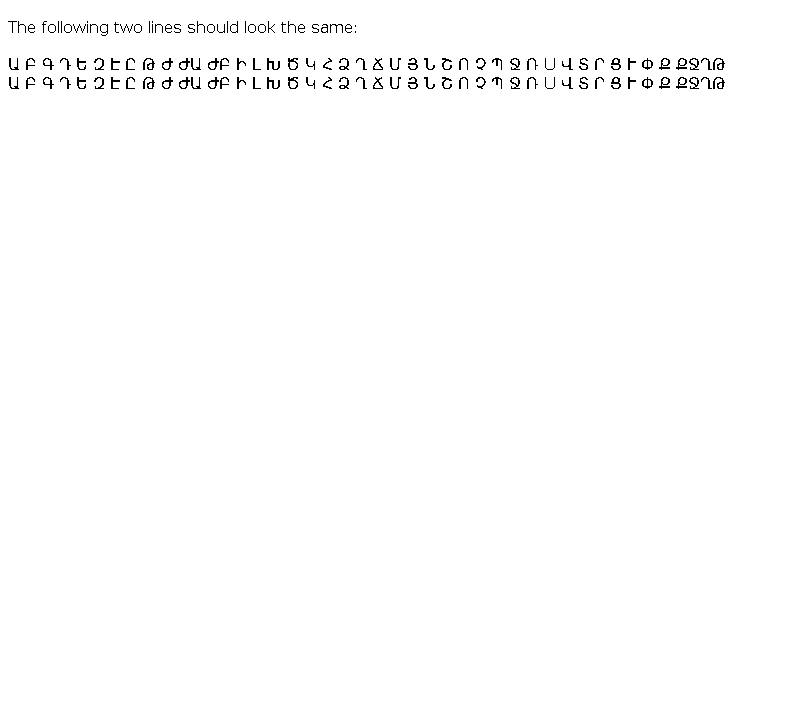 The following two lines should look the same:
Ա Բ Գ Դ Ե Զ Է Ը Թ Ժ ԺԱ ԺԲ Ի Լ Խ Ծ Կ Հ Ձ Ղ Ճ Մ Յ Ն Շ Ո Չ Պ Ջ Ռ Ս Վ Տ Ր Ց Ւ Փ Ք ՔՋՂԹ
Ա Բ Գ Դ Ե Զ Է Ը Թ Ժ ԺԱ ԺԲ Ի Լ Խ Ծ Կ Հ Ձ Ղ Ճ Մ Յ Ն Շ Ո Չ Պ Ջ Ռ Ս Վ Տ Ր Ց Ւ Փ Ք ՔՋՂԹ